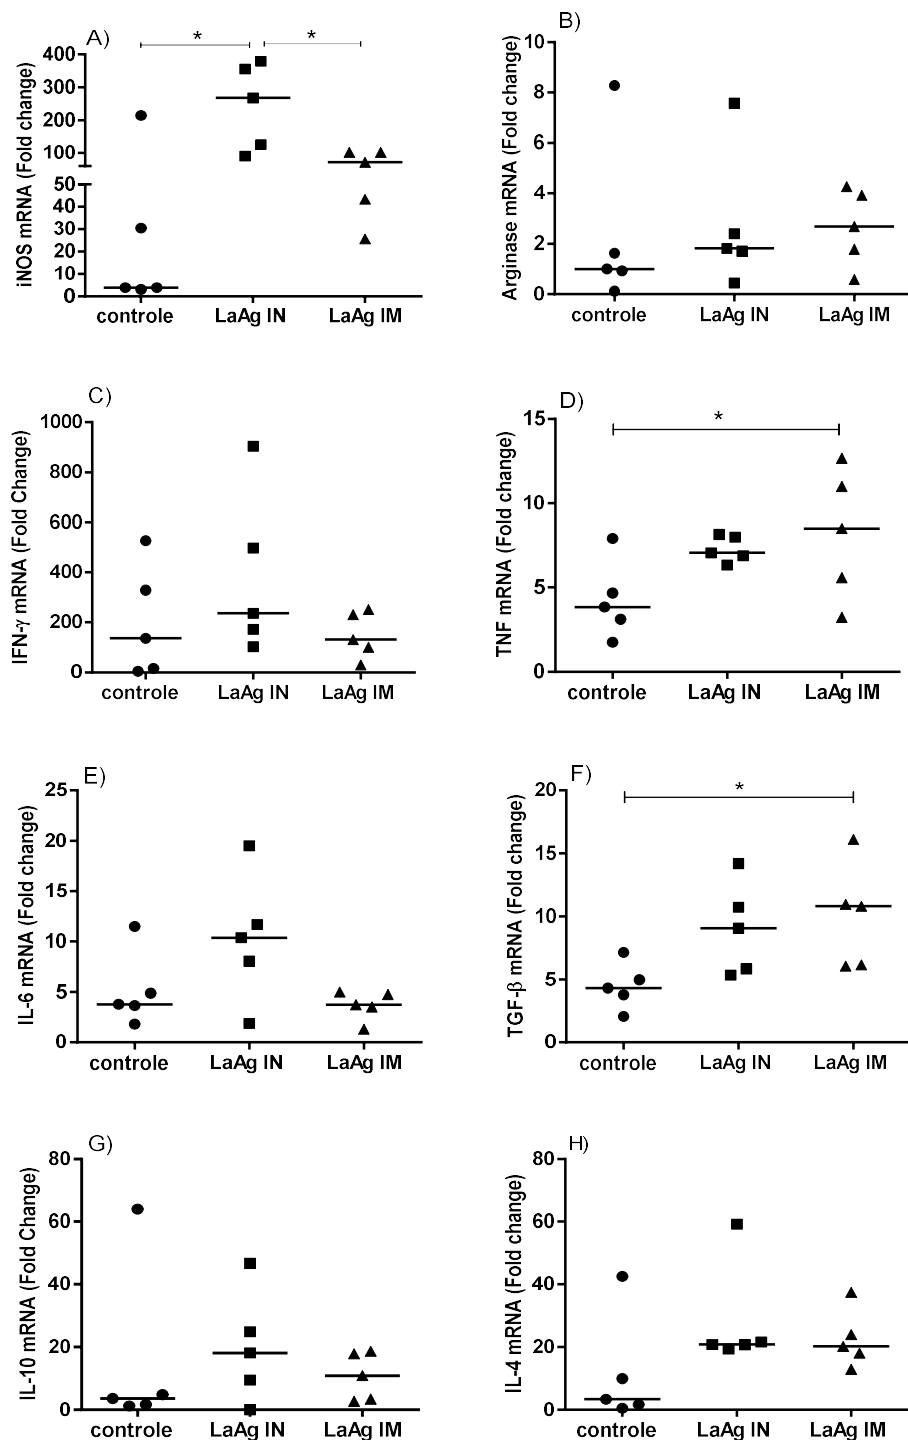 A)
*
*
iNOS mRNA (Fold change)
400
300
200
100
50
40
30
20
10
0
controle
LaAg IN
LaAg IM
B)
Arginase mRNA (Fold change)
10
8
6
4
2
0
controle
LaAg IN
LaAg IM
C)
IFN-γ mRNA (Fold Change)
1000
800
600
400
200
0
controle
LaAg IN
LaAg IM
D)
*
TNF mRNA (Fold change)
15
10
5
0
controle
LaAg IN
LaAg IM
E)
IL-6 mRNA (Fold change)
25
20
15
10
5
0
controle
LaAg IN
LaAg IM
F)
*
TGF-β mRNA (Fold change)
20
15
10
5
0
controle
LaAg IN
LaAg IM
G)
IL-10 mRNA (Fold Change)
80
60
40
20
0
controle
LaAg IN
LaAg IM
H)
IL-4 mRNA (Fold change)
80
60
40
20
0
controle
LaAg IN
LaAg IM